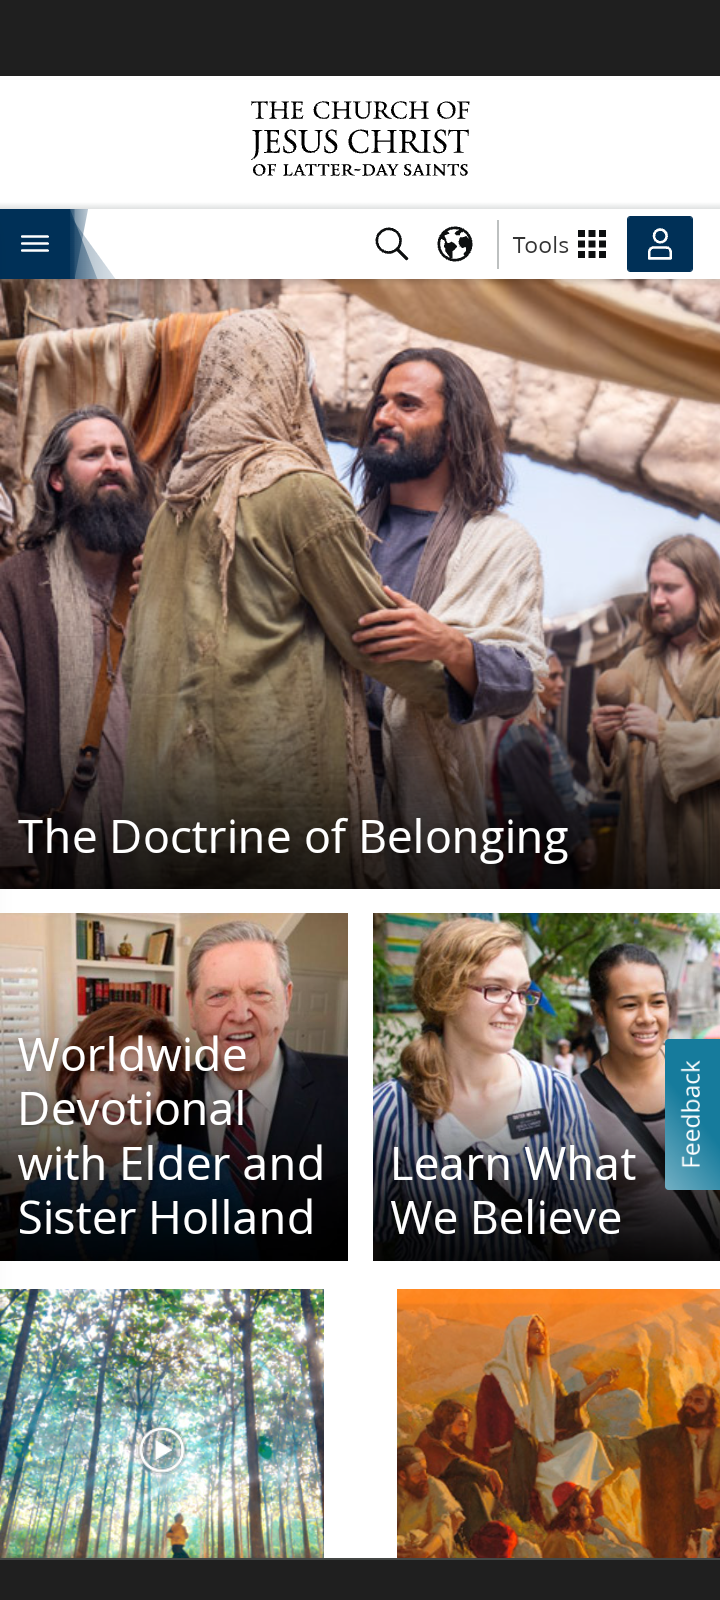 THE CHURCH OF
JESUS CHRIST
OF LATTER-DAY SAINTS
Tools
The Doctrine of Belonging
Worldwide
Devotional
with Elder and
Sister Holland
Learn What
We Believe
Feedback